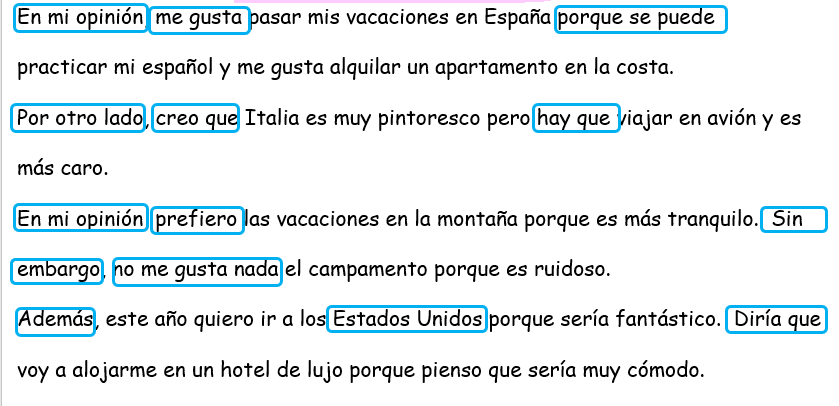 En mi opinión, me gusta pasar mis vacaciones en España porque se puede
practicar mi español y me gusta alquilar un apartamento en la costa.
Por otro lado, creo que Italia es muy pintoresco pero hay que viajar en avión y es
más caro.
En mi opinión prefiero las vacaciones en la montaña porque es más tranquilo. Sin
embargo, no me gusta nada el campamento porque es ruidoso.
Además, este año quiero ir a los Estados Unidos porque sería fantástico. Diría que
voy a alojarme en un hotel de lujo porque pienso que sería muy cómodo.